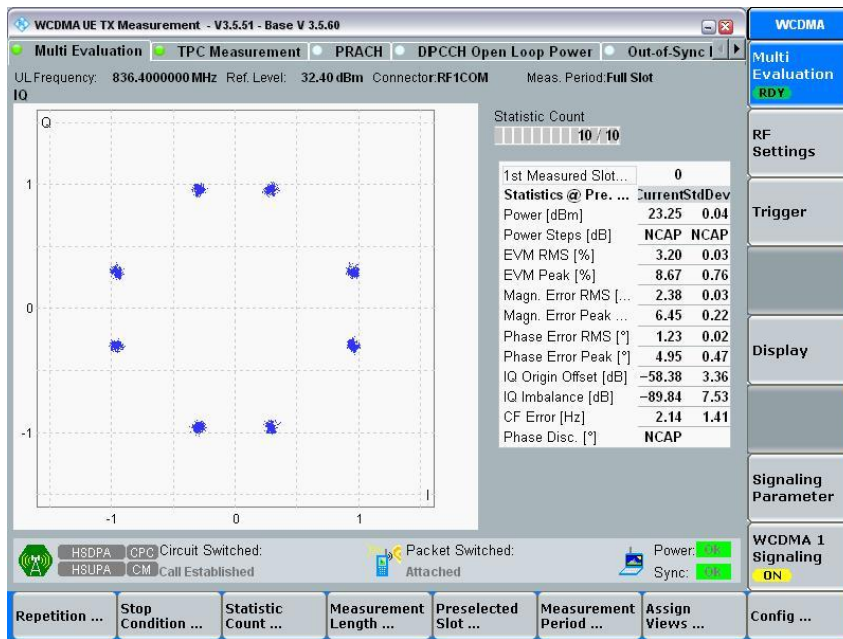 WCDMA UE TX Measurement - V3.5.51 - Base V 3.5.60
WCDMA
Multi Evaluation
TPC Measurement
PRACH
DPCCH Open Loop Power
Out-of-Sync
Multi Evaluation
RDY
UL Frequency: 836.4000000 MHz Ref. Level: 32.40 dBm Connector: RF1COM Meas. Period: Full Slot
IQ
Q
1
0
-1
-1 0 1
I
Statistic Count
10 / 10
1st Measured Slot... 0
Statistics @ Pre. ... Current StdDev
Power [dBm] 23.25 0.04
Power Steps [dB] NCAP NCAP
EVM RMS [%] 3.20 0.03
EVM Peak [%] 8.67 0.76
Magn. Error RMS [... 2.38 0.03
Magn. Error Peak ... 6.45 0.22
Phase Error RMS [°] 1.23 0.02
Phase Error Peak [°] 4.95 0.47
IQ Origin Offset [dB] -58.38 3.36
IQ Imbalance [dB] -89.84 7.53
CF Error [Hz] 2.14 1.41
Phase Disc. [°] NCAP
RF Settings
Trigger
Display
Signaling Parameter
WCDMA 1 Signaling
ON
HSDPA CPC Circuit Switched:
HSUPA CM Call Established
Packet Switched:
Attached
Power: OK
Sync: OK
Repetition ...
Stop Condition ...
Statistic Count ...
Measurement Length ...
Preselected Slot ...
Measurement Period ...
Assign Views ...
Config ...